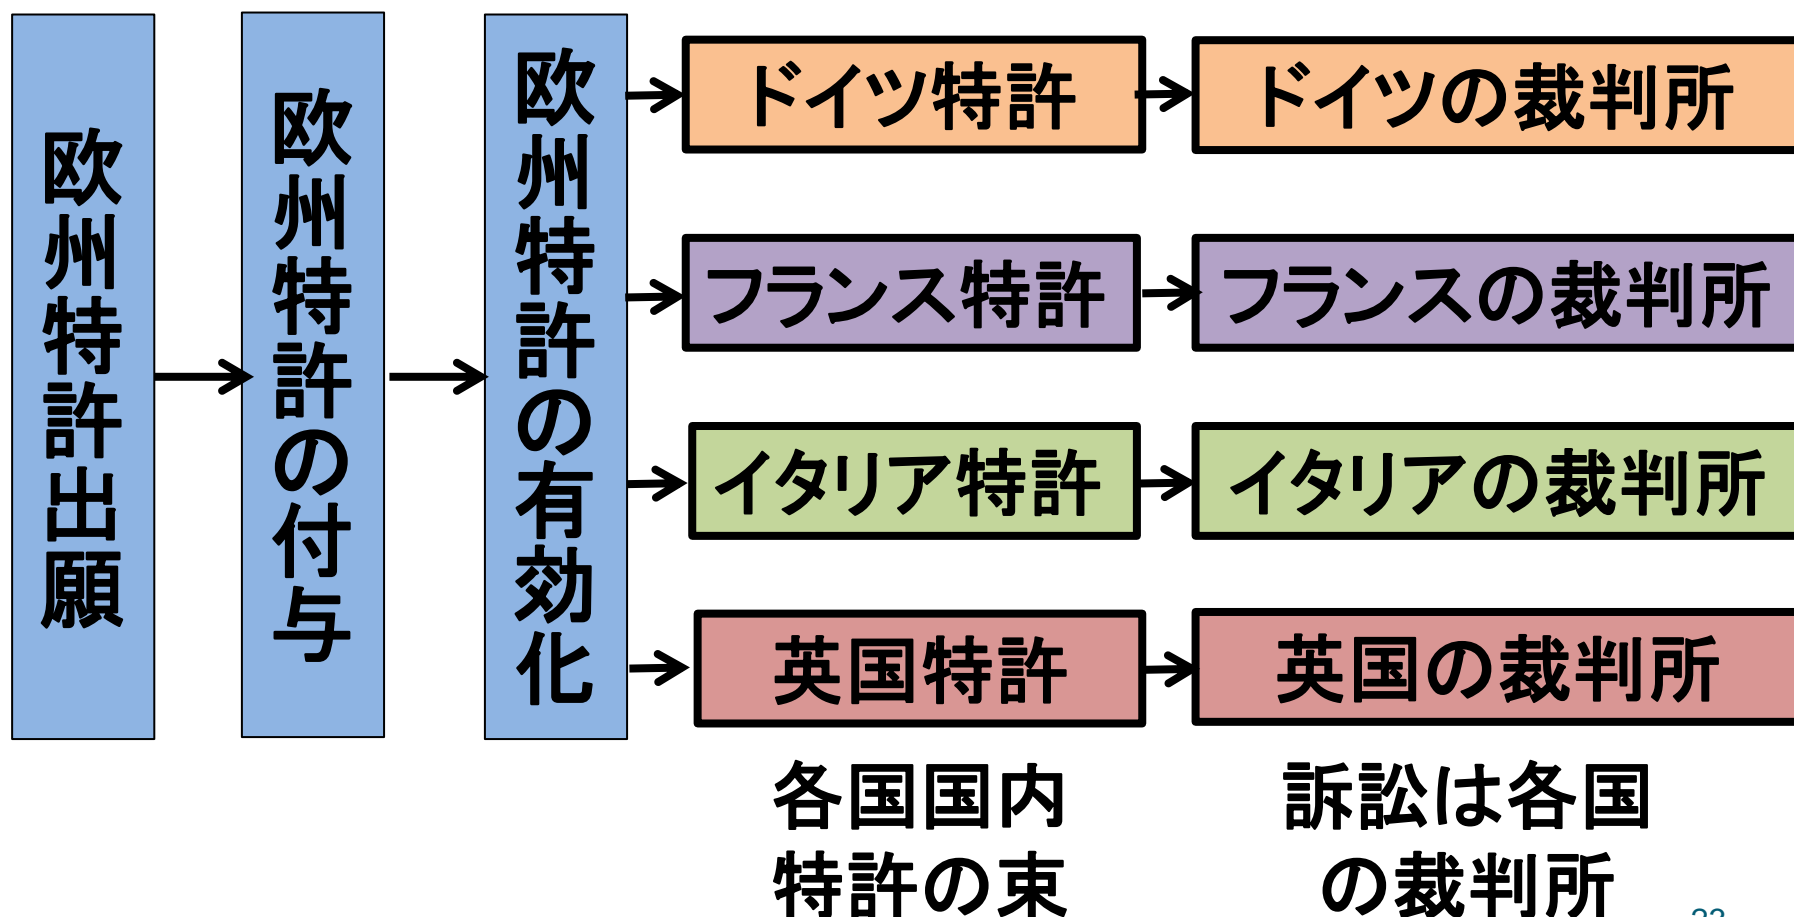 欧州特許出願
欧州特許の付与
欧州特許の有効化
ドイツ特許
ドイツの裁判所
フランス特許
フランスの裁判所
イタリア特許
イタリアの裁判所
英国特許
英国の裁判所
各国国内
特許の束
訴訟は各国
の裁判所